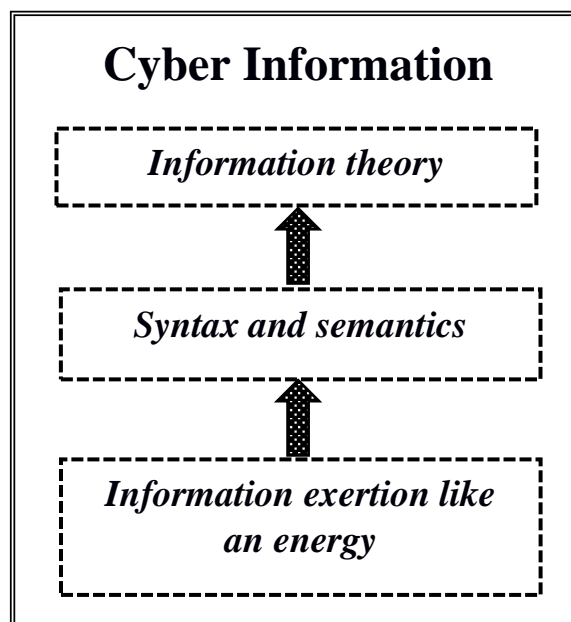 Cyber Information
Information theory
Syntax and semantics
Information exertion like
an energy